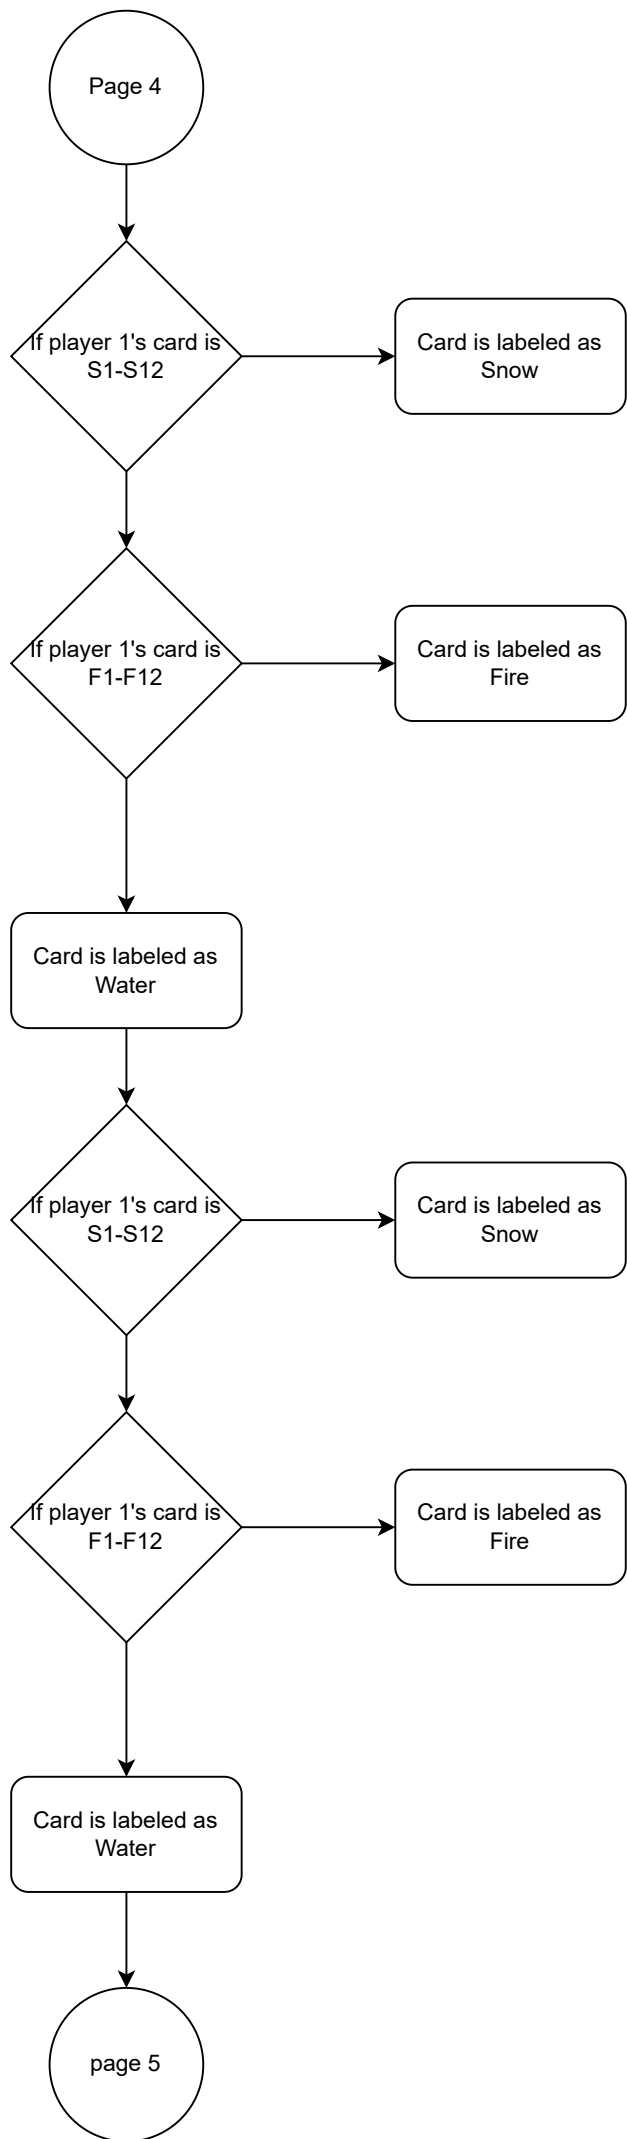 Page 4
If player 1's card is
S1-S12
Card is labeled as
Snow
If player 1's card is
F1-F12
Card is labeled as
Fire
Card is labeled as
Water
If player 1's card is
S1-S12
Card is labeled as
Snow
If player 1's card is
F1-F12
Card is labeled as
Fire
Card is labeled as
Water
page 5